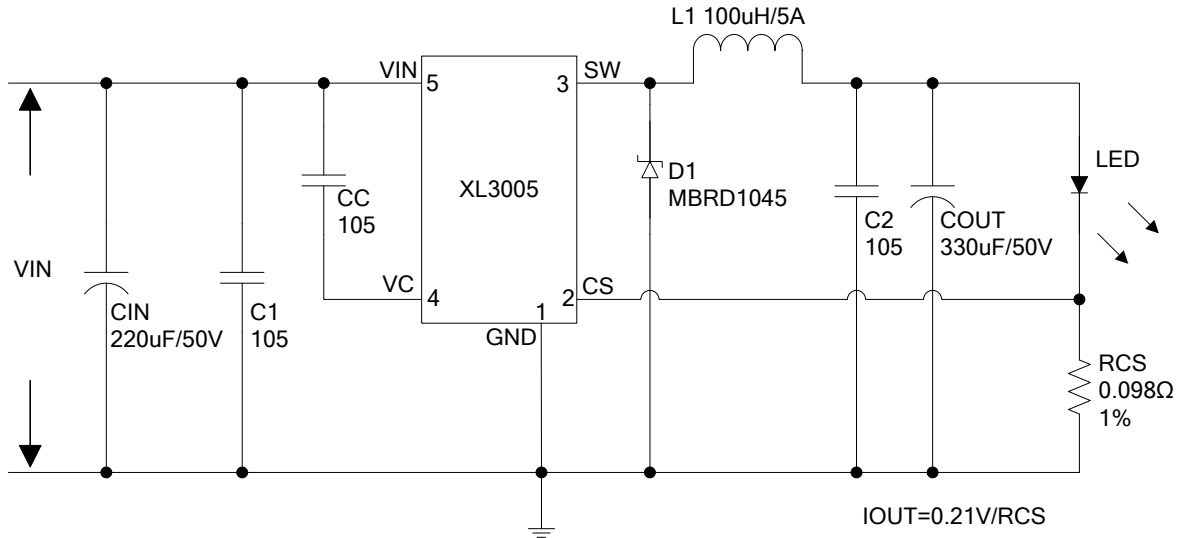 L1 100uH/5A
VIN
5
3
SW
XL3005
CC
105
D1
MBRD1045
LED
C2
105
COUT
330uF/50V
VIN
VC
4
2
CS
1
GND
CIN
220uF/50V
C1
105
RCS
0.098Ω
1%
IOUT=0.21V/RCS